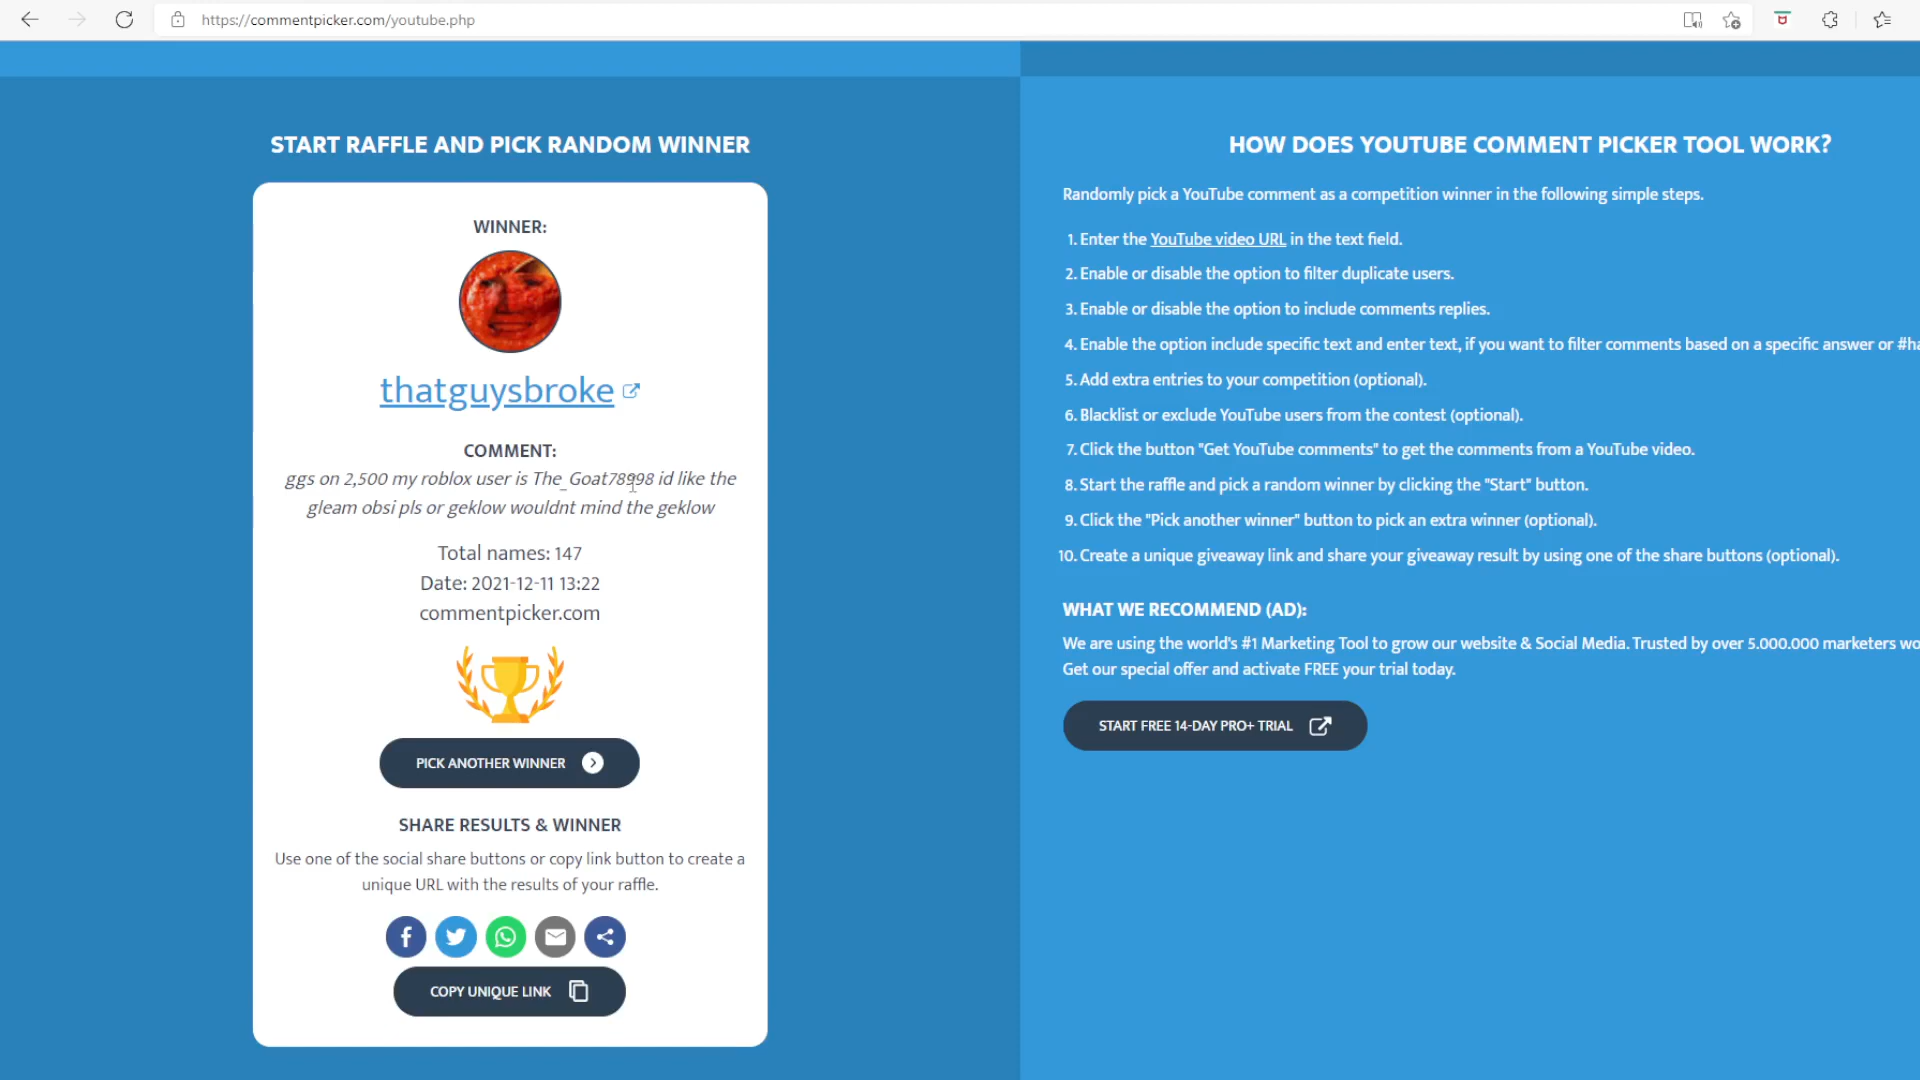 https://commentpicker.com/youtube.php
START RAFFLE AND PICK RANDOM WINNER
WINNER:
thatguysbroke
COMMENT:
ggs on 2,500 my roblox user is The_Goat78998 id like the
gleam obsi pls or geklow wouldnt mind the geklow
Total names: 147
Date: 2021-12-11 13:22
commentpicker.com
PICK ANOTHER WINNER
SHARE RESULTS & WINNER
Use one of the social share buttons or copy link button to create a
unique URL with the results of your raffle.
COPY UNIQUE LINK
HOW DOES YOUTUBE COMMENT PICKER TOOL WORK?
Randomly pick a YouTube comment as a competition winner in the following simple steps.
1. Enter the YouTube video URL in the text field.
2. Enable or disable the option to filter duplicate users.
3. Enable or disable the option to include comments replies.
4. Enable the option include specific text and enter text, if you want to filter comments based on a specific answer or #ha
5. Add extra entries to your competition (optional).
6. Blacklist or exclude YouTube users from the contest (optional).
7. Click the button "Get YouTube comments" to get the comments from a YouTube video.
8. Start the raffle and pick a random winner by clicking the "Start" button.
9. Click the "Pick another winner" button to pick an extra winner (optional).
10. Create a unique giveaway link and share your giveaway result by using one of the share buttons (optional).
WHAT WE RECOMMEND (AD):
We are using the world's #1 Marketing Tool to grow our website & Social Media. Trusted by over 5.000.000 marketers wo
Get our special offer and activate FREE your trial today.
START FREE 14-DAY PRO+ TRIAL